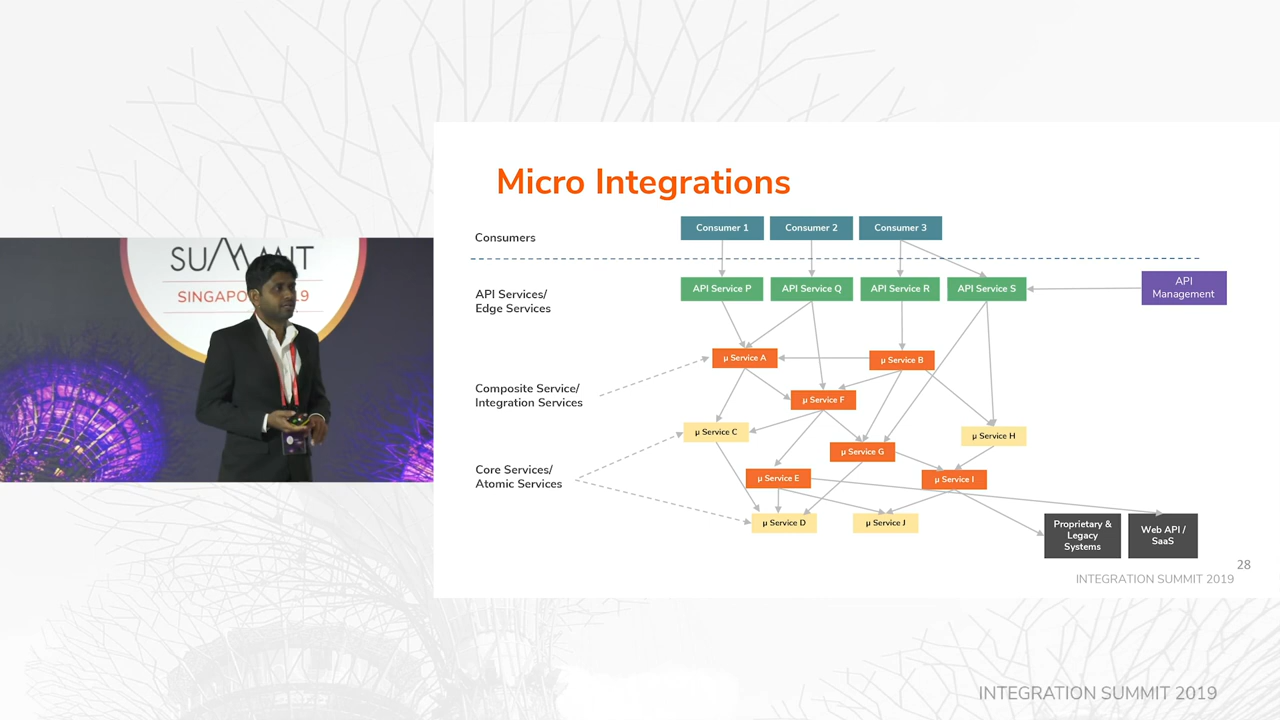 SUMMIT
Micro Integrations
Consumers
Consumer 1
Consumer 2
Consumer 3
API Services/
Edge Services
API Service P
API Service Q
API Service R
API Service S
API
Management
µ Service A
µ Service B
Composite Service/
Integration Services
µ Service F
µ Service C
µ Service H
µ Service G
Core Services/
Atomic Services
µ Service E
µ Service I
µ Service D
µ Service J
Proprietary &
Legacy
Systems
Web API /
SaaS
28
INTEGRATION SUMMIT 2019
INTEGRATION SUMMIT 2019